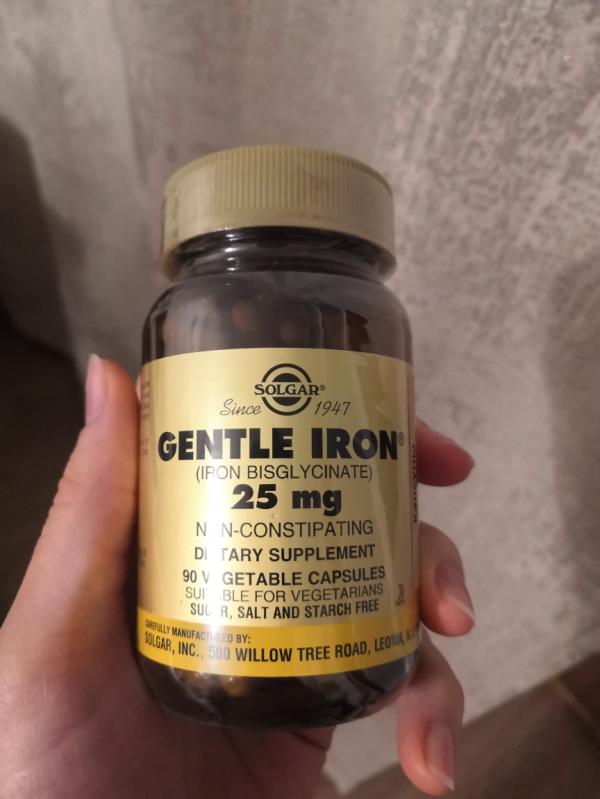 SOLGAR®
Since 1947
GENTLE IRON®
(IRON BISGLYCINATE)
25 mg
NON-CONSTIPATING
DIETARY SUPPLEMENT
90 VEGETABLE CAPSULES
SUITABLE FOR VEGETARIANS
SUGAR, SALT AND STARCH FREE
CAREFULLY MANUFACTURED BY:
SOLGAR, INC., 500 WILLOW TREE ROAD, LEONIA,